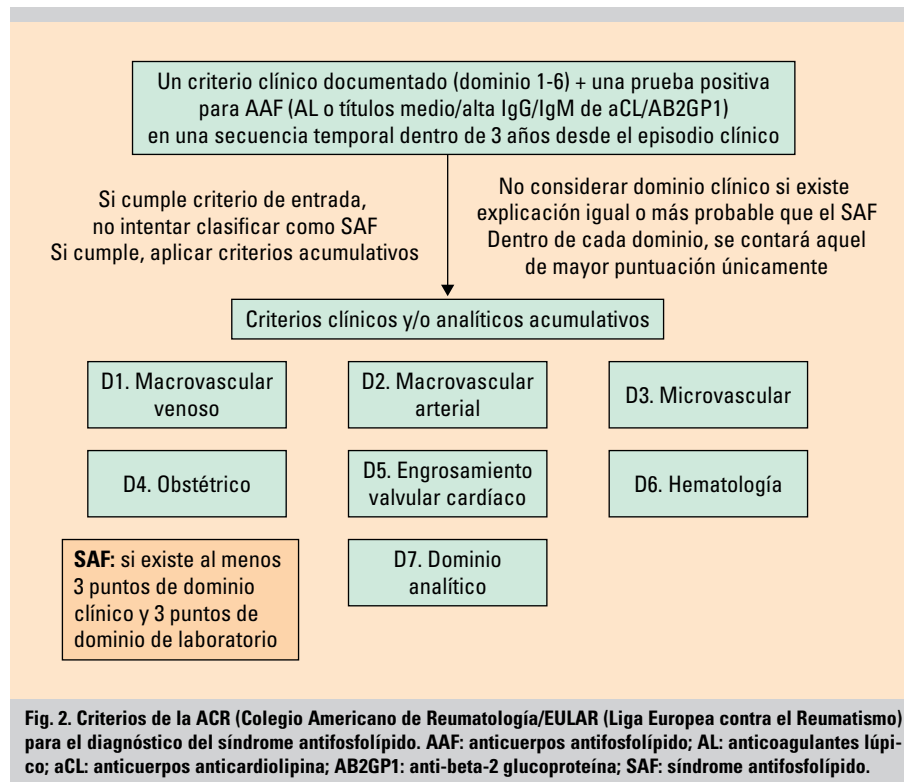 Un criterio clínico documentado (dominio 1-6) + una prueba positiva
para AAF (AL o títulos medio/alta IgG/IgM de aCL/AB2GP1)
en una secuencia temporal dentro de 3 años desde el episodio clínico
Si cumple criterio de entrada,
no intentar clasificar como SAF
Si cumple, aplicar criterios acumulativos
No considerar dominio clínico si existe
explicación igual o más probable que el SAF
Dentro de cada dominio, se contará aquel
de mayor puntuación únicamente
Criterios clínicos y/o analíticos acumulativos
D1. Macrovascular
venoso
D2. Macrovascular
arterial
D3. Microvascular
D4. Obstétrico
D5. Engrosamiento
valvular cardíaco
D6. Hematología
SAF: si existe al menos
3 puntos de dominio
clínico y 3 puntos de
dominio de laboratorio
D7. Dominio
analítico
Fig. 2. Criterios de la ACR (Colegio Americano de Reumatología/EULAR (Liga Europea contra el Reumatismo)
para el diagnóstico del síndrome antifosfolípido. AAF: anticuerpos antifosfolípido; AL: anticoagulantes lúpi-
co; aCL: anticuerpos anticardiolipina; AB2GP1: anti-beta-2 glucoproteína; SAF: síndrome antifosfolípido.